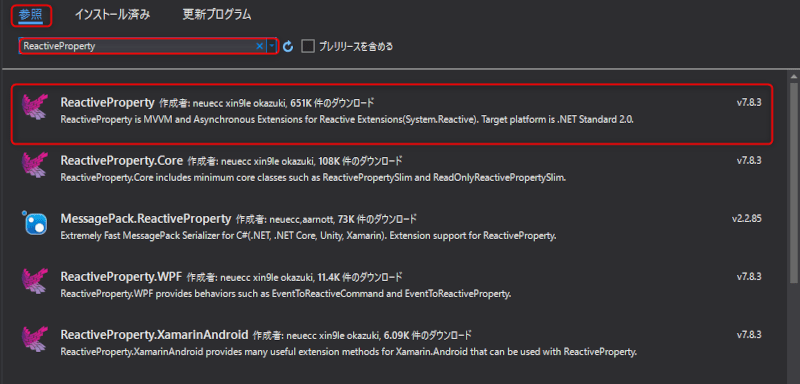 参照 インストール済み 更新プログラム
ReactiveProperty プレリリースを含める
ReactiveProperty 作成者: neuecc xin9le okazuki, 651K 件のダウンロード v7.8.3
ReactiveProperty is MVVM and Asynchronous Extensions for Reactive Extensions(System.Reactive). Target platform is .NET Standard 2.0.
ReactiveProperty.Core 作成者: neuecc xin9le okazuki, 108K 件のダウンロード v7.8.3
ReactiveProperty.Core includes minimum core classes such as ReactivePropertySlim and ReadOnlyReactivePropertySlim.
MessagePack.ReactiveProperty 作成者: neuecc,aarnott, 73K 件のダウンロード v2.2.85
Extremely Fast MessagePack Serializer for C#(.NET, .NET Core, Unity, Xamarin). Extension support for ReactiveProperty.
ReactiveProperty.WPF 作成者: neuecc xin9le okazuki, 11.4K 件のダウンロード v7.8.3
ReactiveProperty.WPF provides behaviors such as EventToReactiveCommand and EventToReactiveProperty.
ReactiveProperty.XamarinAndroid 作成者: neuecc xin9le okazuki, 6.09K 件のダウンロード v7.8.3
ReactiveProperty.XamarinAndroid provides many useful extension methods for Xamarin.Android that can be used with ReactiveProperty.